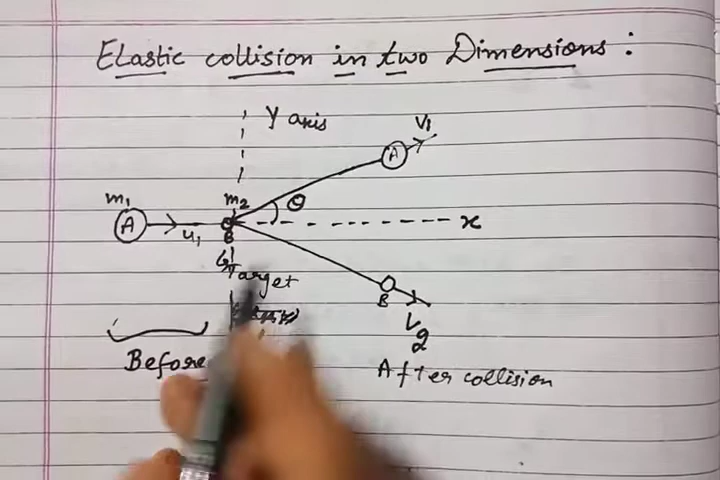 Elastic collision in two Dimensions :
Y axis
V1
A
m1
m2
θ
A
u1
x
B
Target
B
V2
Before
After collision